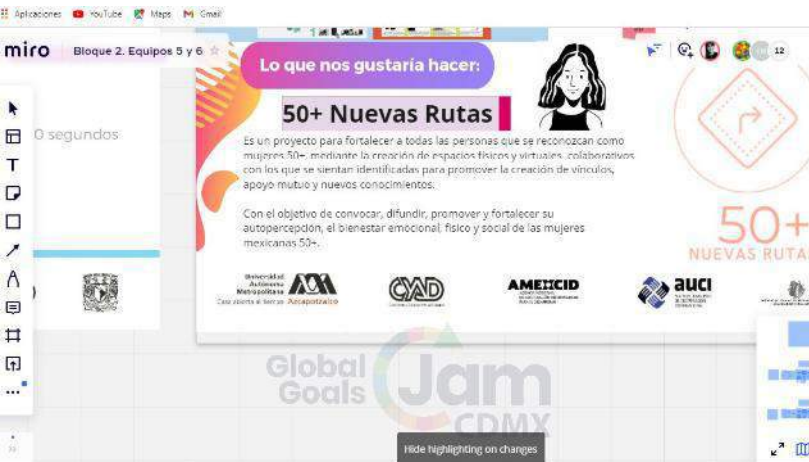 Aplicaciones YouTube Maps Gmail
miro Bloque 2. Equipos 5 y 6
12
Lo que nos gustaría hacer:
50+ Nuevas Rutas
0 segundos
Es un proyecto para fortalecer a todas las personas que se reconozcan como
mujeres 50+, mediante la creación de espacios físicos y virtuales, colaborativos
con los que se sientan identificadas para promover la creación de vínculos,
apoyo mutuo y nuevos conocimientos.
Con el objetivo de convocar, difundir, promover y fortalecer su
autopercepción, el bienestar emocional, físico y social de las mujeres
mexicanas 50+.
50+
NUEVAS RUTA
Universidad
Autónoma
Metropolitana
Casa abierta al tiempo Azcapotzalco
CYAD
AMEXCID
auci
Global
Goals
Jam
CDMX
Hide highlighting on changes